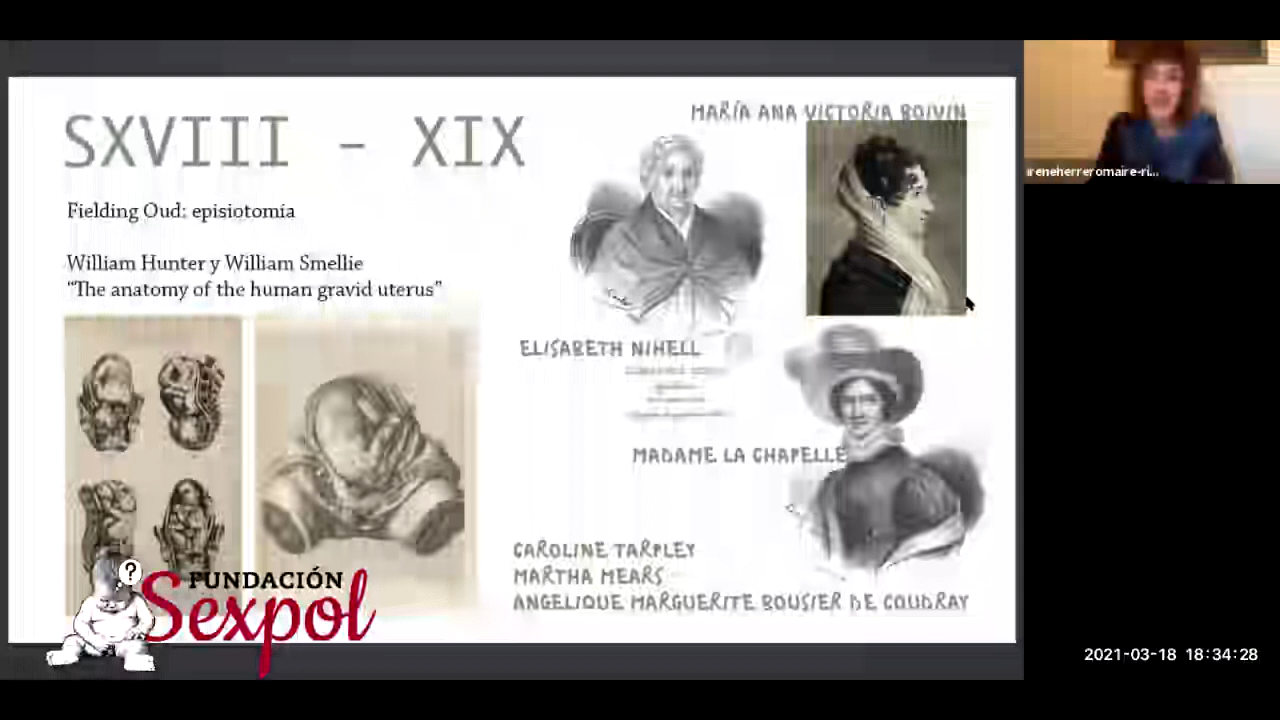 SXVIII - XIX
Fielding Oud: episiotomía
William Hunter y William Smellie
“The anatomy of the human gravid uterus”
MARÍA ANA VICTORIA BOIVIN
ELISABETH NIHELL
MADAME LA CHAPELLE
CAROLINE TARPLEY
MARTHA MEARS
ANGELIQUE MARGUERITE BOUSIER DE COUDRAY
?
FUNDACIÓN
Sexpol
ireneherreromaire-ri...
2021-03-18 18:34:28